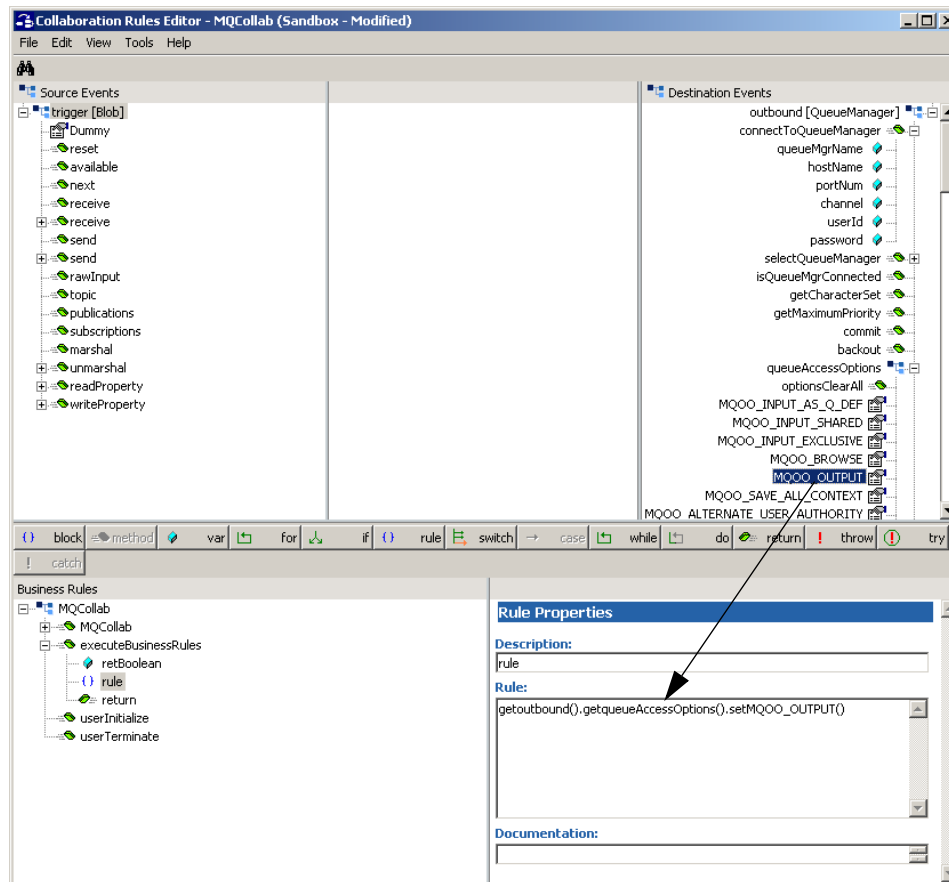 Collaboration Rules Editor - MQCollab (Sandbox - Modified)
File Edit View Tools Help
Source Events
trigger [Blob]
Dummy
reset
available
next
receive
receive
send
send
rawInput
topic
publications
subscriptions
marshal
unmarshal
readProperty
writeProperty
Destination Events
outbound [QueueManager]
connectToQueueManager
queueMgrName
hostName
portNum
channel
userId
password
selectQueueManager
isQueueMgrConnected
getCharacterSet
getMaximumPriority
commit
backout
queueAccessOptions
optionsClearAll
MQOO_INPUT_AS_Q_DEF
MQOO_INPUT_SHARED
MQOO_INPUT_EXCLUSIVE
MQOO_BROWSE
MQOO_OUTPUT
MQOO_SAVE_ALL_CONTEXT
MQOO_ALTERNATE_USER_AUTHORITY
block method var for if rule switch case while do return throw try
catch
Business Rules
MQCollab
MQCollab
executeBusinessRules
retBoolean
rule
return
userInitialize
userTerminate
Rule Properties
Description:
rule
Rule:
getoutbound().getqueueAccessOptions().setMQOO_OUTPUT()
Documentation: